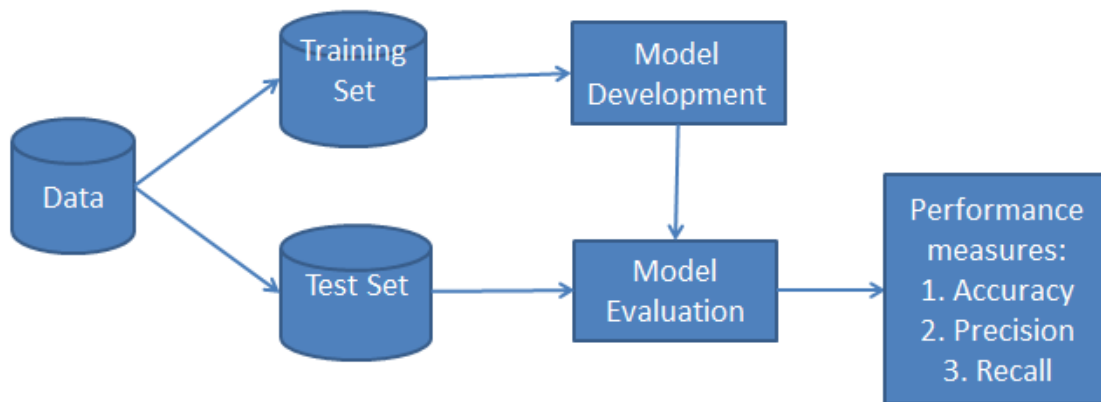 Training
Set
Model
Development
Data
Test Set
Model
Evaluation
Performance
measures:
1. Accuracy
2. Precision
3. Recall